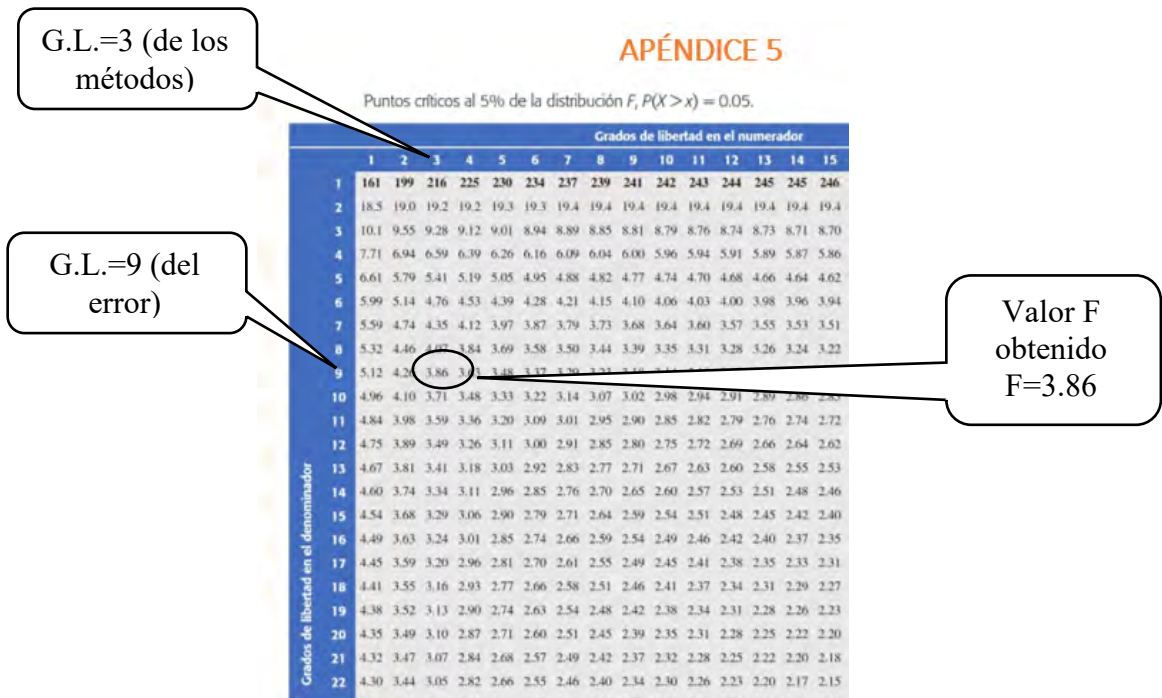 G.L.=3 (de los
métodos)
APÉNDICE 5
Puntos críticos al 5% de la distribución F, P(X > x) = 0.05.
Grados de libertad en el numerador
1 2 3 4 5 6 7 8 9 10 11 12 13 14 15
1 161 199 216 225 230 234 237 239 241 242 243 244 245 245 246
2 18.5 19.0 19.2 19.2 19.3 19.3 19.4 19.4 19.4 19.4 19.4 19.4 19.4 19.4 19.4
3 10.1 9.55 9.28 9.12 9.01 8.94 8.89 8.85 8.81 8.79 8.76 8.74 8.73 8.71 8.70
4 7.71 6.94 6.59 6.39 6.26 6.16 6.09 6.04 6.00 5.96 5.94 5.91 5.89 5.87 5.86
5 6.61 5.79 5.41 5.19 5.05 4.95 4.88 4.82 4.77 4.74 4.70 4.68 4.66 4.64 4.62
6 5.99 5.14 4.76 4.53 4.39 4.28 4.21 4.15 4.10 4.06 4.03 4.00 3.98 3.96 3.94
7 5.59 4.74 4.35 4.12 3.97 3.87 3.79 3.73 3.68 3.64 3.60 3.57 3.55 3.53 3.51
8 5.32 4.46 4.07 3.84 3.69 3.58 3.50 3.44 3.39 3.35 3.31 3.28 3.26 3.24 3.22
9 5.12 4.26 3.86 3.63 3.48
10 4.96 4.10 3.71 3.48 3.33 3.22 3.14 3.07 3.02 2.98 2.94 2.91 2.89 2.86 2.85
11 4.84 3.98 3.59 3.36 3.20 3.09 3.01 2.95 2.90 2.85 2.82 2.79 2.76 2.74 2.72
12 4.75 3.89 3.49 3.26 3.11 3.00 2.91 2.85 2.80 2.75 2.72 2.69 2.66 2.64 2.62
13 4.67 3.81 3.41 3.18 3.03 2.92 2.83 2.77 2.71 2.67 2.63 2.60 2.58 2.55 2.53
14 4.60 3.74 3.34 3.11 2.96 2.85 2.76 2.70 2.65 2.60 2.57 2.53 2.51 2.48 2.46
15 4.54 3.68 3.29 3.06 2.90 2.79 2.71 2.64 2.59 2.54 2.51 2.48 2.45 2.42 2.40
16 4.49 3.63 3.24 3.01 2.85 2.74 2.66 2.59 2.54 2.49 2.46 2.42 2.40 2.37 2.35
17 4.45 3.59 3.20 2.96 2.81 2.70 2.61 2.55 2.49 2.45 2.41 2.38 2.35 2.33 2.31
18 4.41 3.55 3.16 2.93 2.77 2.66 2.58 2.51 2.46 2.41 2.37 2.34 2.31 2.29 2.27
19 4.38 3.52 3.13 2.90 2.74 2.63 2.54 2.48 2.42 2.38 2.34 2.31 2.28 2.26 2.23
20 4.35 3.49 3.10 2.87 2.71 2.60 2.51 2.45 2.39 2.35 2.31 2.28 2.25 2.22 2.20
21 4.32 3.47 3.07 2.84 2.68 2.57 2.49 2.42 2.37 2.32 2.28 2.25 2.22 2.20 2.18
22 4.30 3.44 3.05 2.82 2.66 2.55 2.46 2.40 2.34 2.30 2.26 2.23 2.20 2.17 2.15
Grados de libertad en el denominador
G.L.=9 (del
error)
Valor F
obtenido
F=3.86